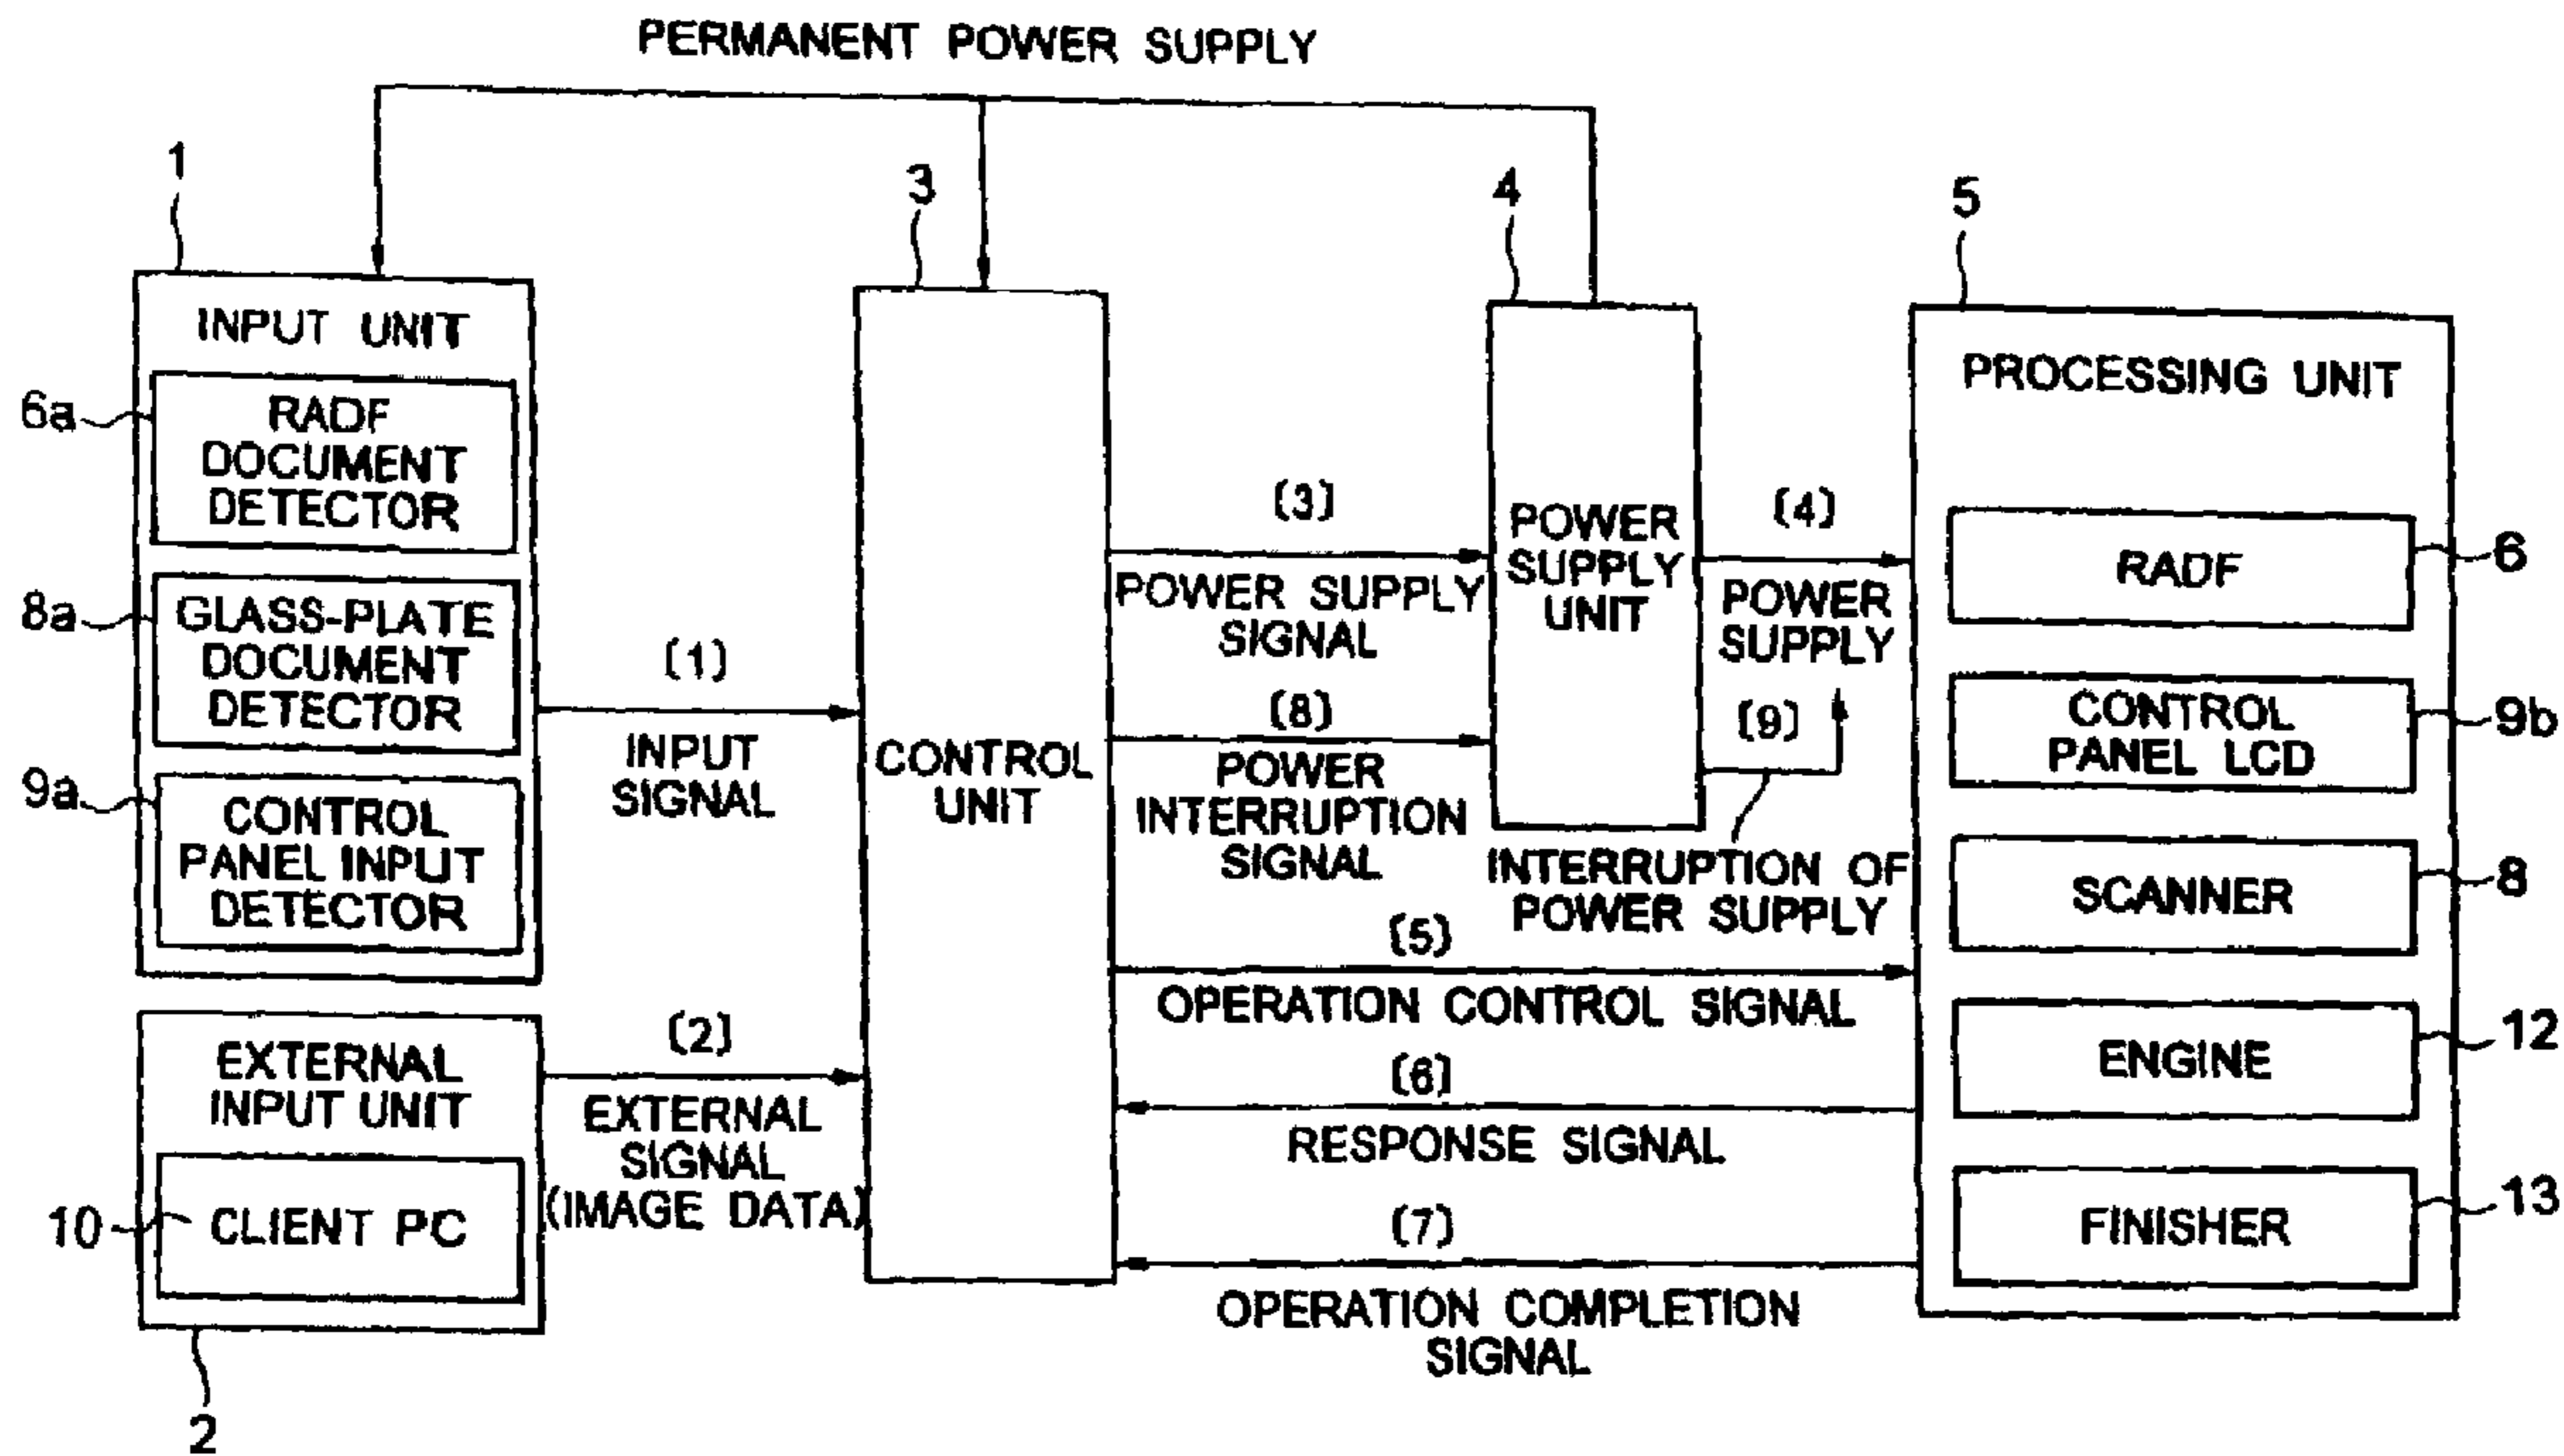 PERMANENT POWER SUPPLY
1
3
4
5
INPUT UNIT
6a
RADF
DOCUMENT
DETECTOR
8a
GLASS-PLATE
DOCUMENT
DETECTOR
9a
CONTROL
PANEL INPUT
DETECTOR
(1)
INPUT
SIGNAL
EXTERNAL
INPUT UNIT
10
CLIENT PC
2
(2)
EXTERNAL
SIGNAL
(IMAGE DATA)
CONTROL
UNIT
(3)
POWER SUPPLY
SIGNAL
(8)
POWER
INTERRUPTION
SIGNAL
POWER
SUPPLY
UNIT
(4)
POWER
SUPPLY
(9)
INTERRUPTION OF
POWER SUPPLY
(5)
OPERATION CONTROL SIGNAL
(6)
RESPONSE SIGNAL
(7)
OPERATION COMPLETION
SIGNAL
PROCESSING UNIT
RADF
6
CONTROL
PANEL LCD
9b
SCANNER
8
ENGINE
12
FINISHER
13